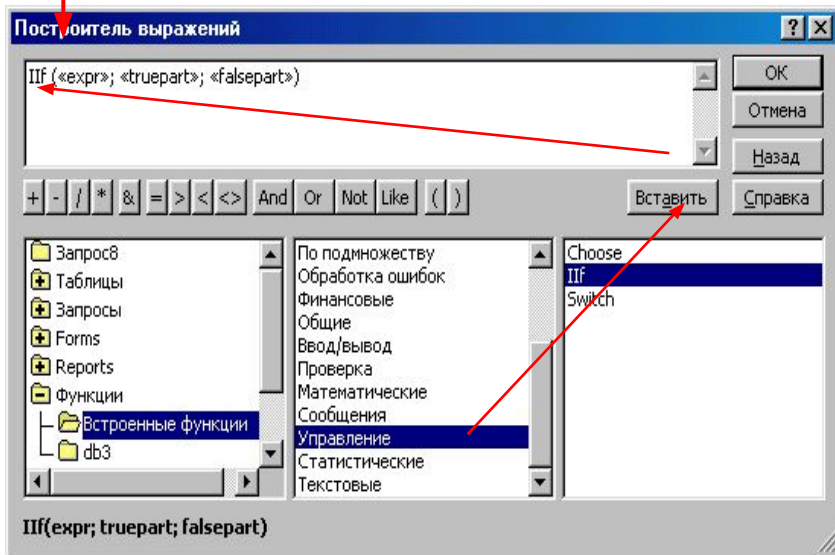 Построитель выражений
IIf («expr»; «truepart»; «falsepart»)
ОК
Отмена
Назад
+ - / * & = > < <> And Or Not Like ( )
Вставить
Справка
Запрос8
Таблицы
Запросы
Forms
Reports
Функции
Встроенные функции
db3
По подмножеству
Обработка ошибок
Финансовые
Общие
Ввод/вывод
Проверка
Математические
Сообщения
Управление
Статистические
Текстовые
Choose
IIf
Switch
IIf(expr; truepart; falsepart)